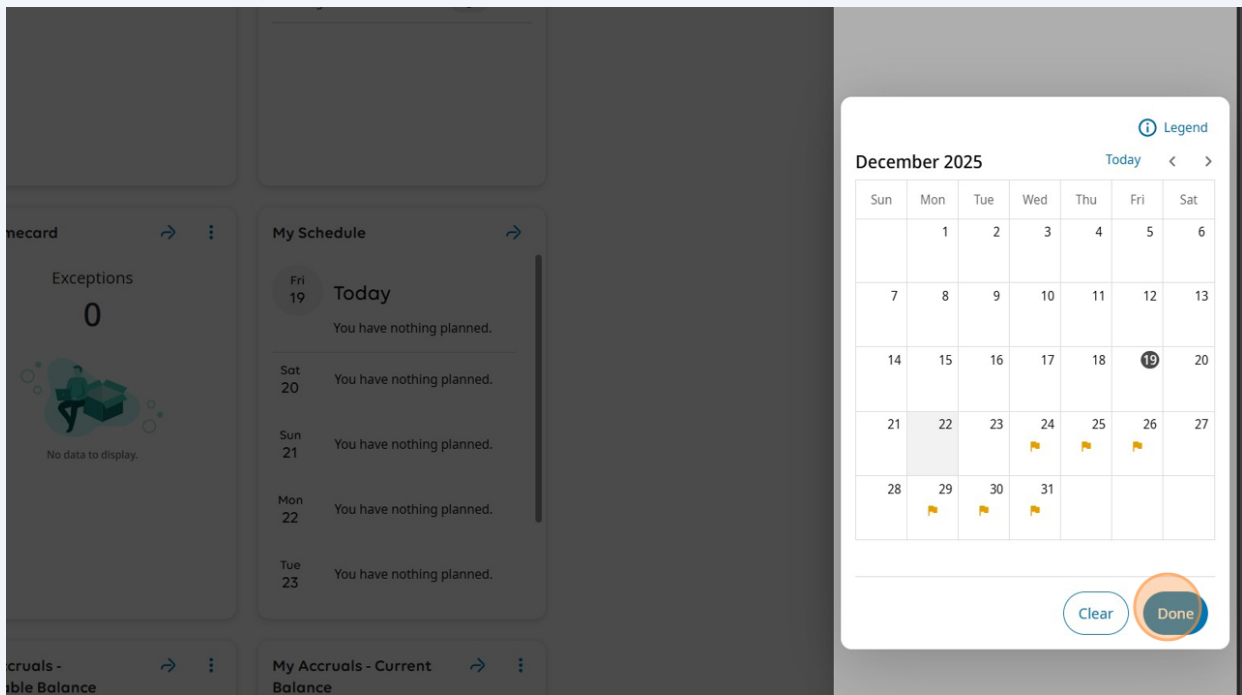 Legend
December 2025 Today
Sun Mon Tue Wed Thu Fri Sat
1 2 3 4 5 6
7 8 9 10 11 12 13
14 15 16 17 18 19 20
21 22 23 24 25 26 27
28 29 30 31
Clear Done
mecard
Exceptions
0
No data to display.
My Schedule
Fri
19 Today
You have nothing planned.
Sat
20 You have nothing planned.
Sun
21 You have nothing planned.
Mon
22 You have nothing planned.
Tue
23 You have nothing planned.
ccruals -
able Balance
My Accruals - Current
Balance